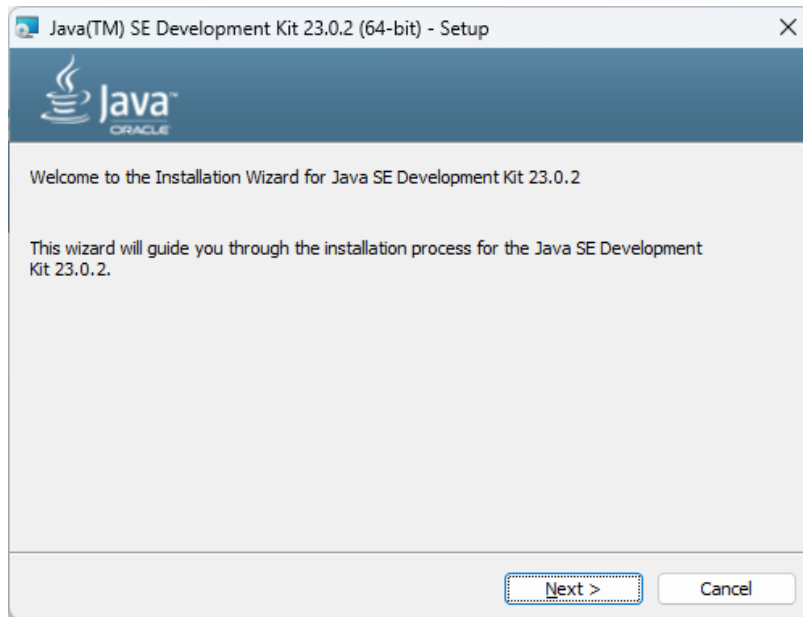 Java(TM) SE Development Kit 23.0.2 (64-bit) - Setup
Java™
ORACLE
Welcome to the Installation Wizard for Java SE Development Kit 23.0.2
This wizard will guide you through the installation process for the Java SE Development
Kit 23.0.2.
Next >
Cancel